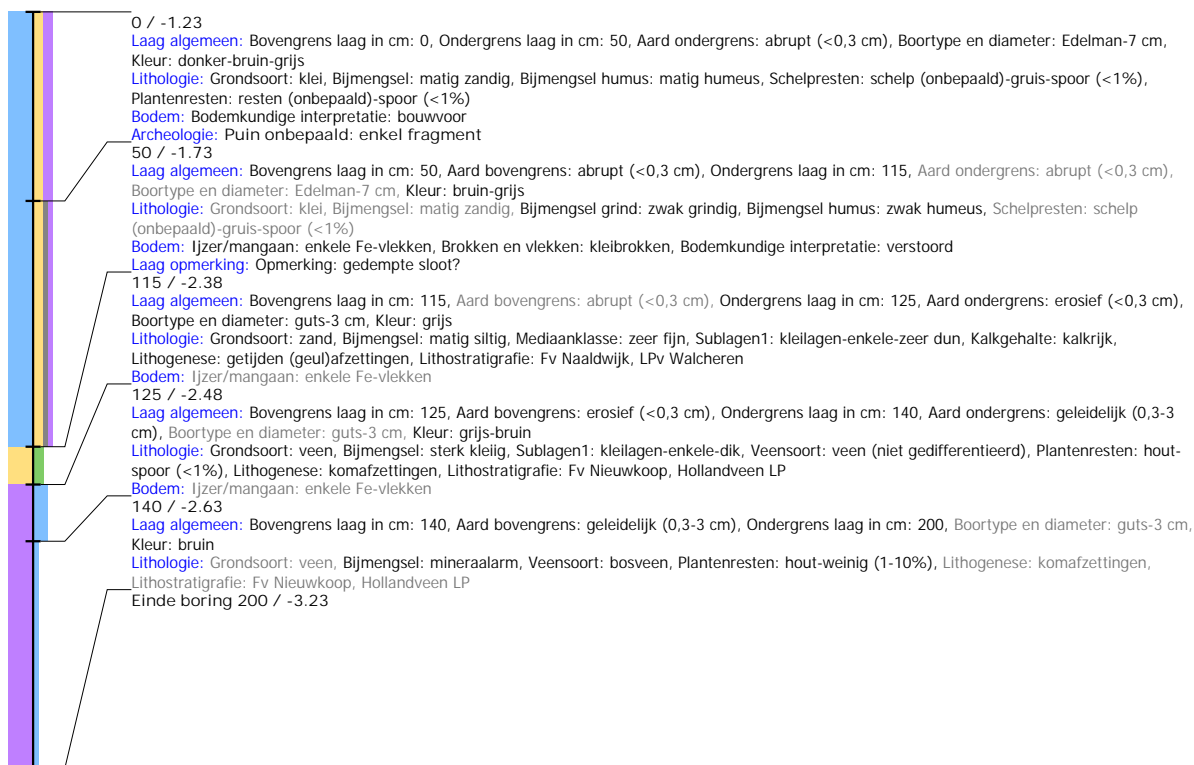 0 / -1.23
Laag algemeen: Bovengrens laag in cm: 0, Ondergrens laag in cm: 50, Aard ondergrens: abrupt (<0,3 cm), Boortype en diameter: Edelman-7 cm,
Kleur: donker-bruin-grijs
Lithologie: Grondsoort: klei, Bijmengsel: matig zandig, Bijmengsel humus: matig humeus, Schelpresten: schelp (onbepaald)-gruis-spoor (<1%),
Plantenresten: resten (onbepaald)-spoor (<1%)
Bodem: Bodemkundige interpretatie: bouwvoor
Archeologie: Puin onbepaald: enkel fragment
50 / -1.73
Laag algemeen: Bovengrens laag in cm: 50, Aard bovengrens: abrupt (<0,3 cm), Ondergrens laag in cm: 115, Aard ondergrens: abrupt (<0,3 cm),
Boortype en diameter: Edelman-7 cm, Kleur: bruin-grijs
Lithologie: Grondsoort: klei, Bijmengsel: matig zandig, Bijmengsel grind: zwak grindig, Bijmengsel humus: zwak humeus, Schelpresten: schelp
(onbepaald)-gruis-spoor (<1%)
Bodem: Ijzer/mangaan: enkele Fe-vlekken, Brokken en vlekken: kleibrokken, Bodemkundige interpretatie: verstoord
Laag opmerking: Opmerking: gedempte sloot?
115 / -2.38
Laag algemeen: Bovengrens laag in cm: 115, Aard bovengrens: abrupt (<0,3 cm), Ondergrens laag in cm: 125, Aard ondergrens: erosief (<0,3 cm),
Boortype en diameter: guts-3 cm, Kleur: grijs
Lithologie: Grondsoort: zand, Bijmengsel: matig siltig, Mediaanklasse: zeer fijn, Sublagen1: kleilagen-enkele-zeer dun, Kalkgehalte: kalkrijk,
Lithogenese: getijden (geul)afzettingen, Lithostratigrafie: Fv Naaldwijk, LPv Walcheren
Bodem: Ijzer/mangaan: enkele Fe-vlekken
125 / -2.48
Laag algemeen: Bovengrens laag in cm: 125, Aard bovengrens: erosief (<0,3 cm), Ondergrens laag in cm: 140, Aard ondergrens: geleidelijk (0,3-3
cm), Boortype en diameter: guts-3 cm, Kleur: grijs-bruin
Lithologie: Grondsoort: veen, Bijmengsel: sterk kleiig, Sublagen1: kleilagen-enkele-dik, Veensoort: veen (niet gedifferentieerd), Plantenresten: hout-
spoor (<1%), Lithogenese: komafzettingen, Lithostratigrafie: Fv Nieuwkoop, Hollandveen LP
Bodem: Ijzer/mangaan: enkele Fe-vlekken
140 / -2.63
Laag algemeen: Bovengrens laag in cm: 140, Aard bovengrens: geleidelijk (0,3-3 cm), Ondergrens laag in cm: 200, Boortype en diameter: guts-3 cm,
Kleur: bruin
Lithologie: Grondsoort: veen, Bijmengsel: mineraalarm, Veensoort: bosveen, Plantenresten: hout-weinig (1-10%), Lithogenese: komafzettingen,
Lithostratigrafie: Fv Nieuwkoop, Hollandveen LP
Einde boring 200 / -3.23